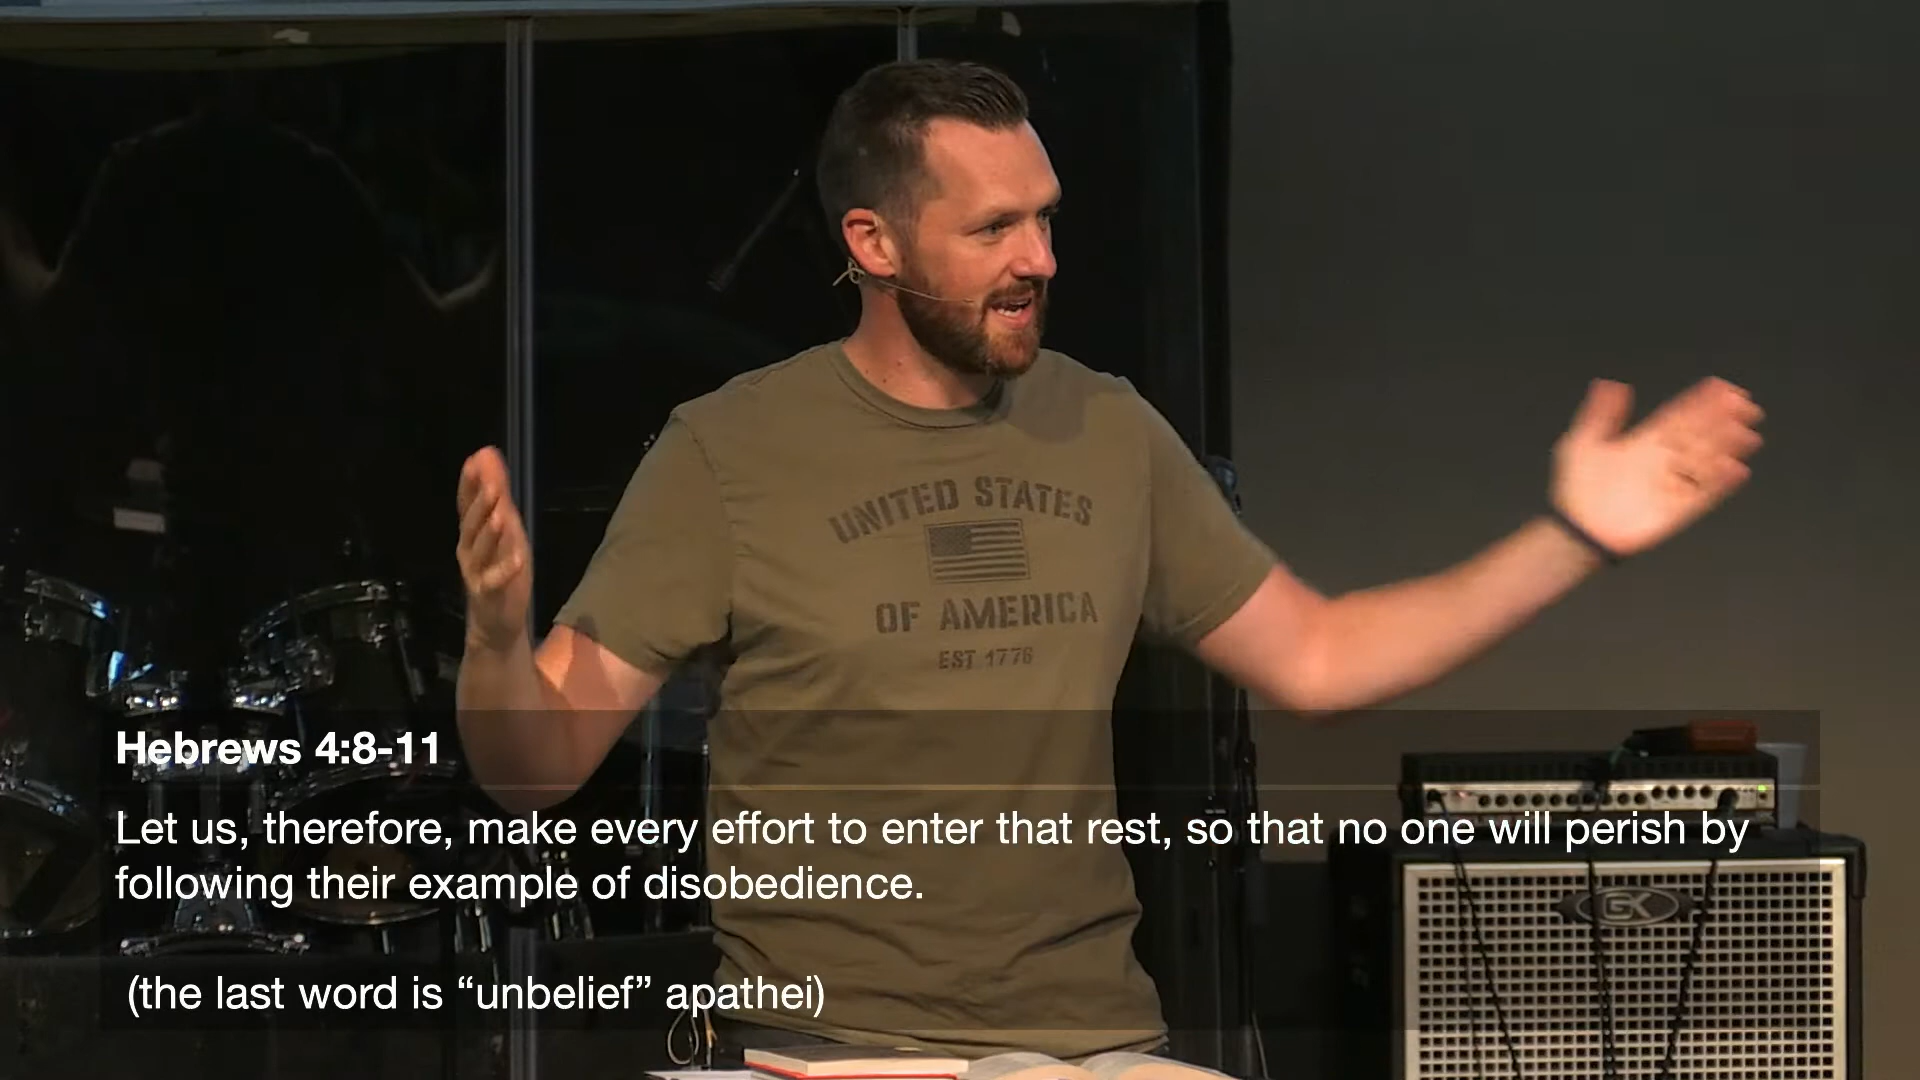 UNITED STATES
OF AMERICA
EST 1776
Hebrews 4:8-11
Let us, therefore, make every effort to enter that rest, so that no one will perish by
following their example of disobedience.
(the last word is “unbelief” apathei)
GK